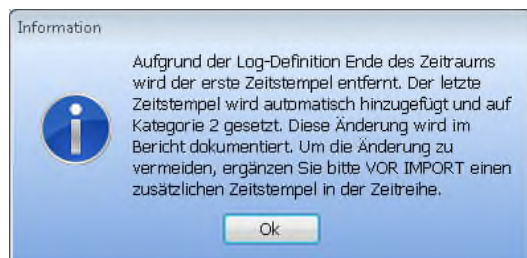 Information
Aufgrund der Log-Definition Ende des Zeitraums
wird der erste Zeitstempel entfernt. Der letzte
Zeitstempel wird automatisch hinzugefügt und auf
Kategorie 2 gesetzt. Diese Änderung wird im
Bericht dokumentiert. Um die Änderung zu
vermeiden, ergänzen Sie bitte VOR IMPORT einen
zusätzlichen Zeitstempel in der Zeitreihe.
Ok